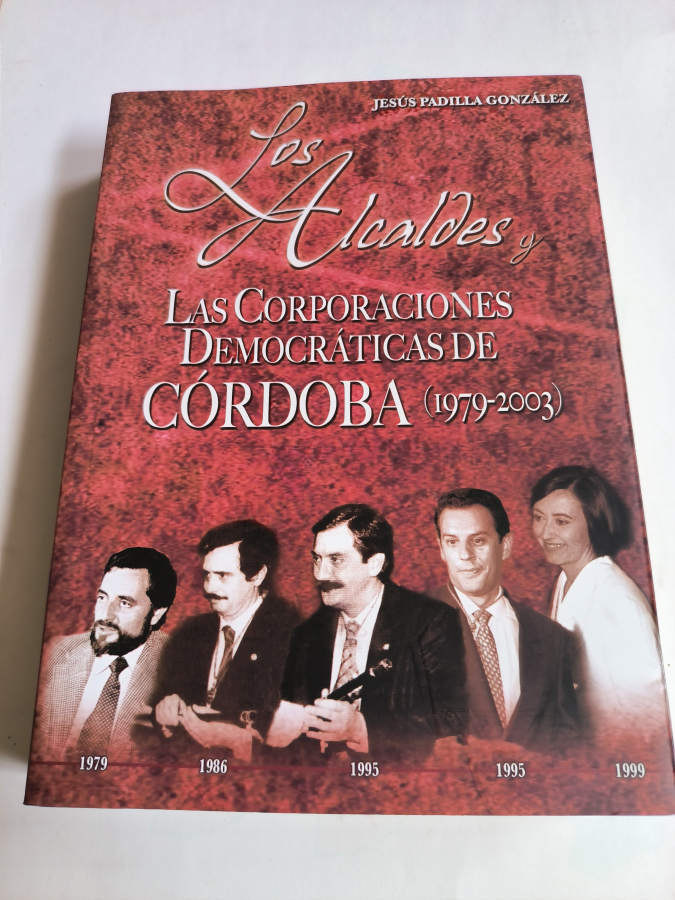 JESÚS PADILLA GONZÁLEZ
Los
Alcaldes y
LAS CORPORACIONES
DEMOCRÁTICAS DE
CÓRDOBA (1979-2003)
1979 1986 1995 1995 1999